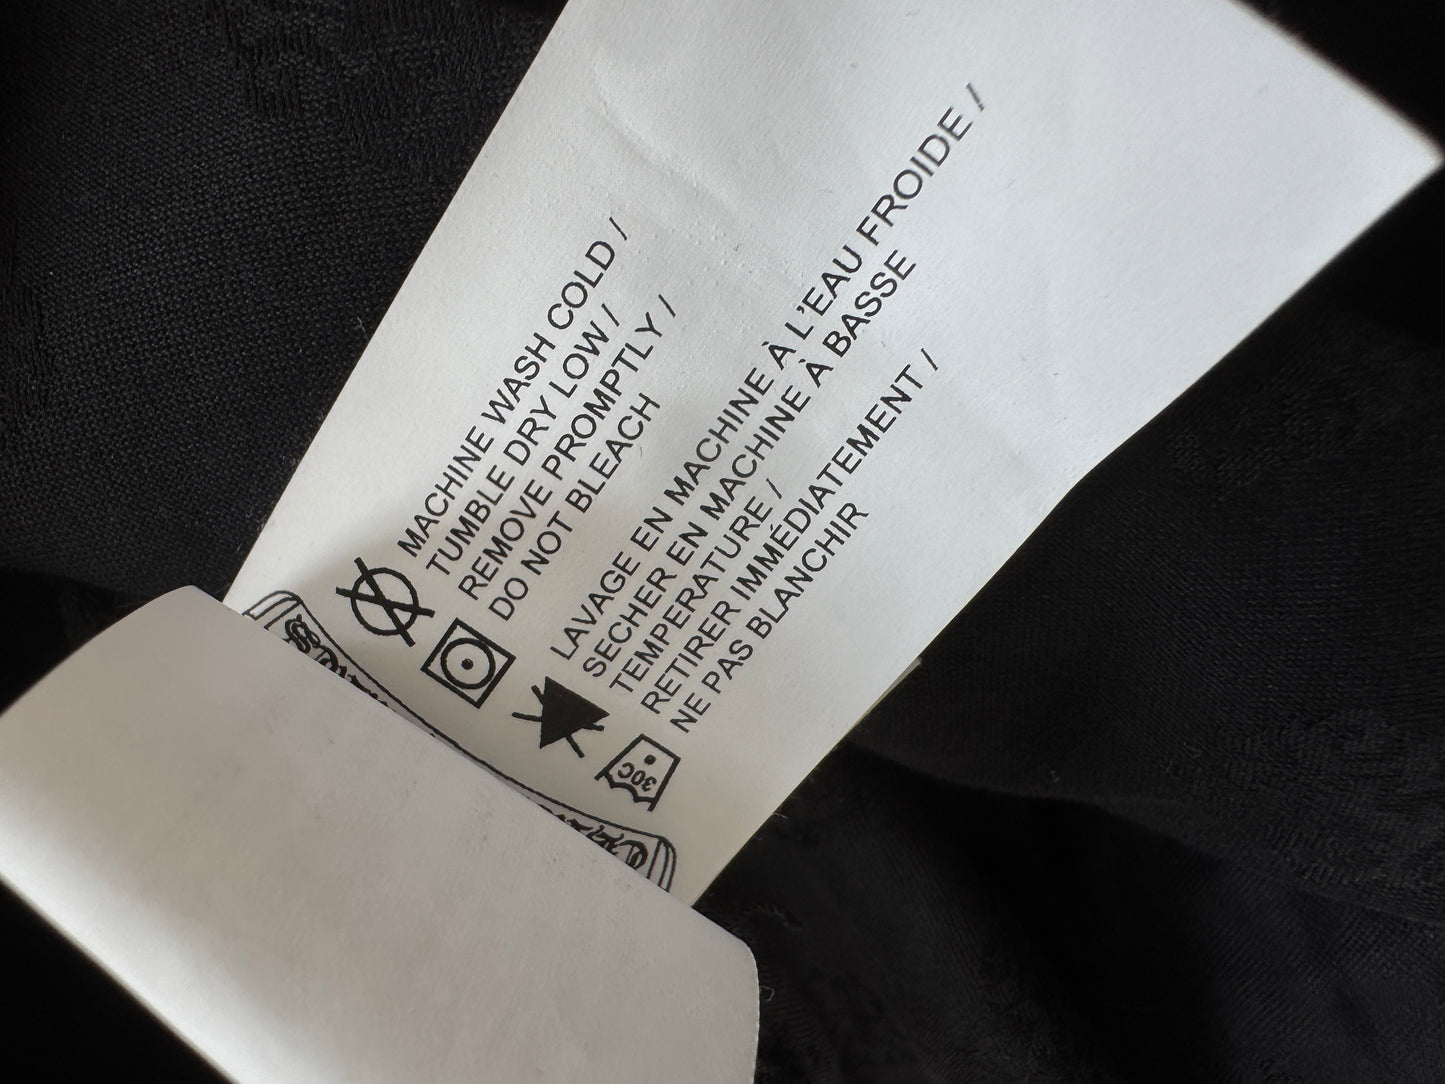 MACHINE WASH COLD /
TUMBLE DRY LOW /
REMOVE PROMPTLY /
DO NOT BLEACH
LAVAGE EN MACHINE À L'EAU FROIDE /
SECHER EN MACHINE À BASSE
TEMPERATURE /
RETIRER IMMÉDIATEMENT /
NE PAS BLANCHIR
30C